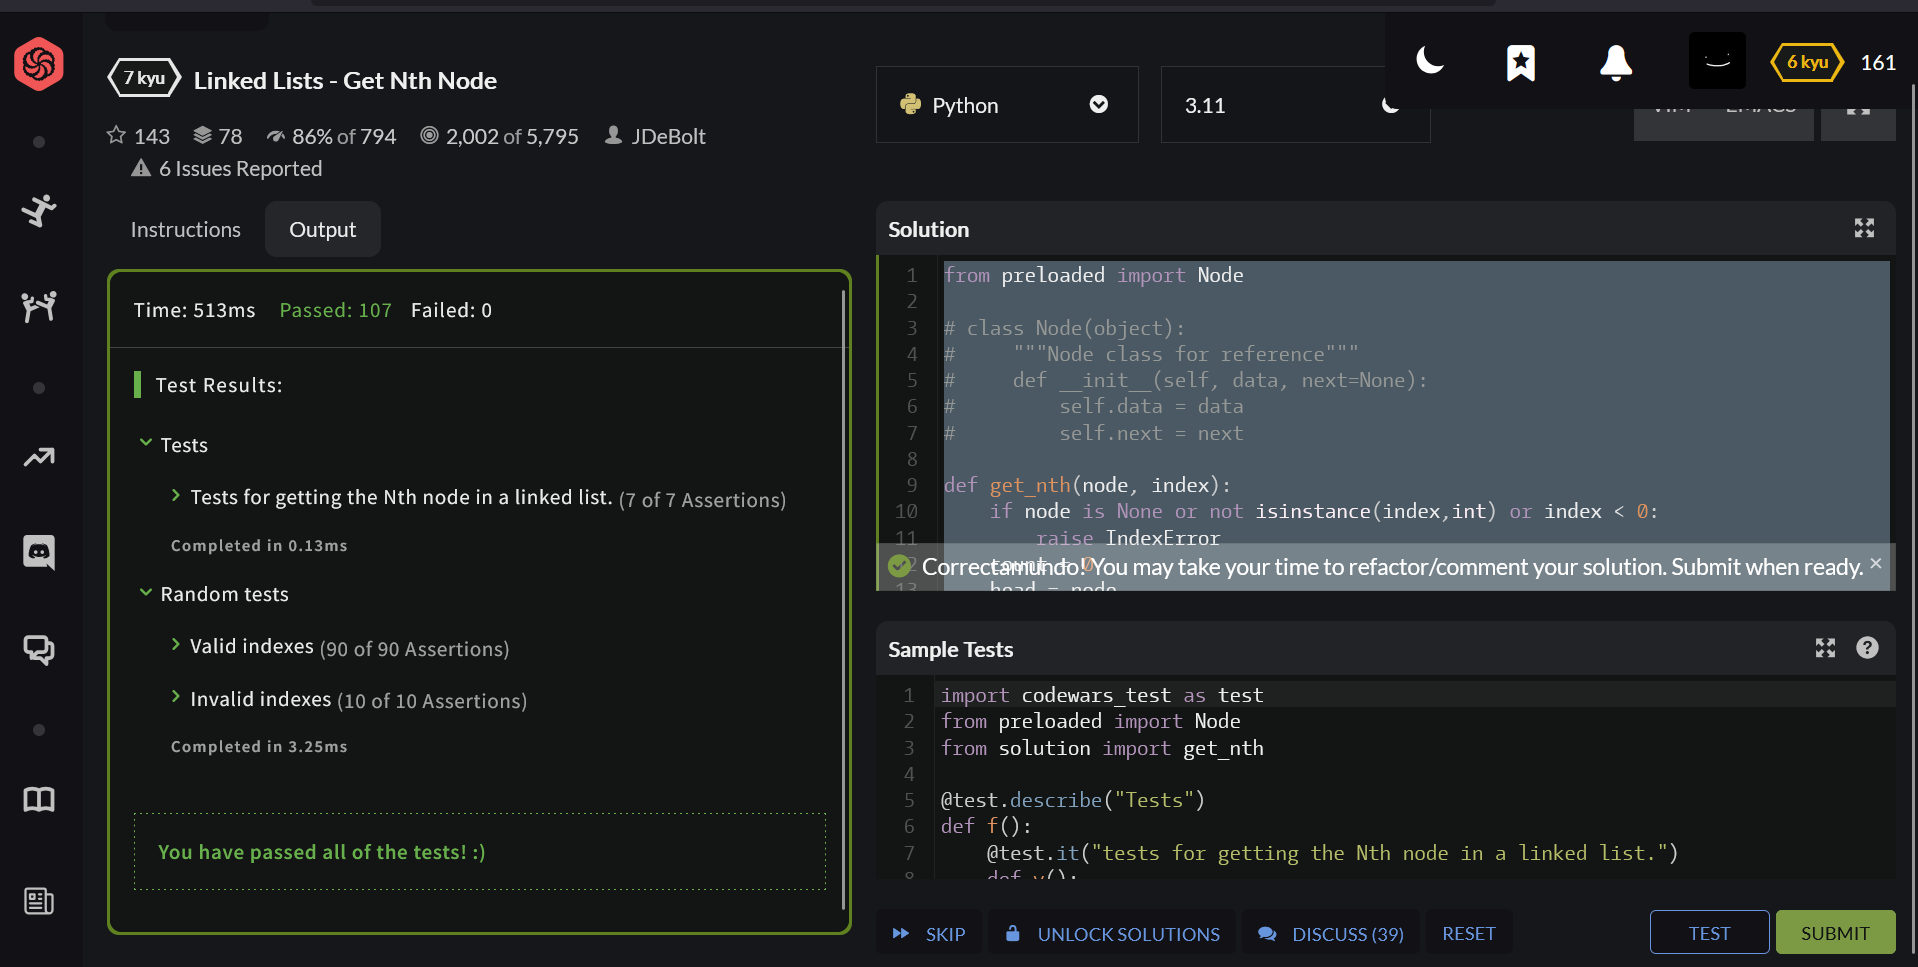 7 kyu Linked Lists - Get Nth Node
143 78 86% of 794 2,002 of 5,795 JDeBolt
6 Issues Reported
Instructions Output
Time: 513ms Passed: 107 Failed: 0
Test Results:
Tests
Tests for getting the Nth node in a linked list. (7 of 7 Assertions)
Completed in 0.13ms
Random tests
Valid indexes (90 of 90 Assertions)
Invalid indexes (10 of 10 Assertions)
Completed in 3.25ms
You have passed all of the tests! :)
6 kyu 161
Python 3.11 VIM EMACS
Solution
1 from preloaded import Node
2
3 # class Node(object):
4 #     """Node class for reference"""
5 #     def __init__(self, data, next=None):
6 #         self.data = data
7 #         self.next = next
8
9 def get_nth(node, index):
10     if node is None or not isinstance(index,int) or index < 0:
11         raise IndexError
12     count = 0
Correctamundo! You may take your time to refactor/comment your solution. Submit when ready.
13     head = node
Sample Tests
1 import codewars_test as test
2 from preloaded import Node
3 from solution import get_nth
4
5 @test.describe("Tests")
6 def f():
7     @test.it("tests for getting the Nth node in a linked list.")
8     def y():
SKIP UNLOCK SOLUTIONS DISCUSS (39) RESET TEST SUBMIT